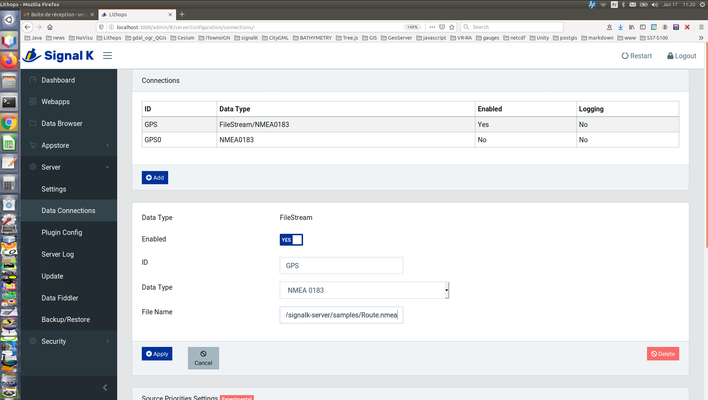 Lithops - Mozilla Firefox
Fr
Jan 17
11:20
Boîte de réception - or
Lithops
localhost:3000/admin/#/serverConfiguration/connections/-
140%
Search
Java
news
NaVisu
Lithops
gdal_ogr_QGis
Cesium
iTownsIGN
signalK
CityGML
BATHYMETRY
Tree.js
GIS
GeoServer
javascript
VR-RA
gauges
netcdf
Unity
postgis
markdown
www
S57-S100
Signal K
Restart
Logout
Dashboard
Webapps
Data Browser
Appstore
Server
Settings
Data Connections
Plugin Config
Server Log
Update
Data Fiddler
Backup/Restore
Security
Connections
ID Data Type Enabled Logging
GPS FileStream/NMEA0183 Yes No
GPS0 NMEA0183 No No
Add
Data Type FileStream
Enabled YES
ID GPS
Data Type NMEA 0183
File Name /signalk-server/samples/Route.nmea
Apply
Cancel
Delete
Source Priorities Settings